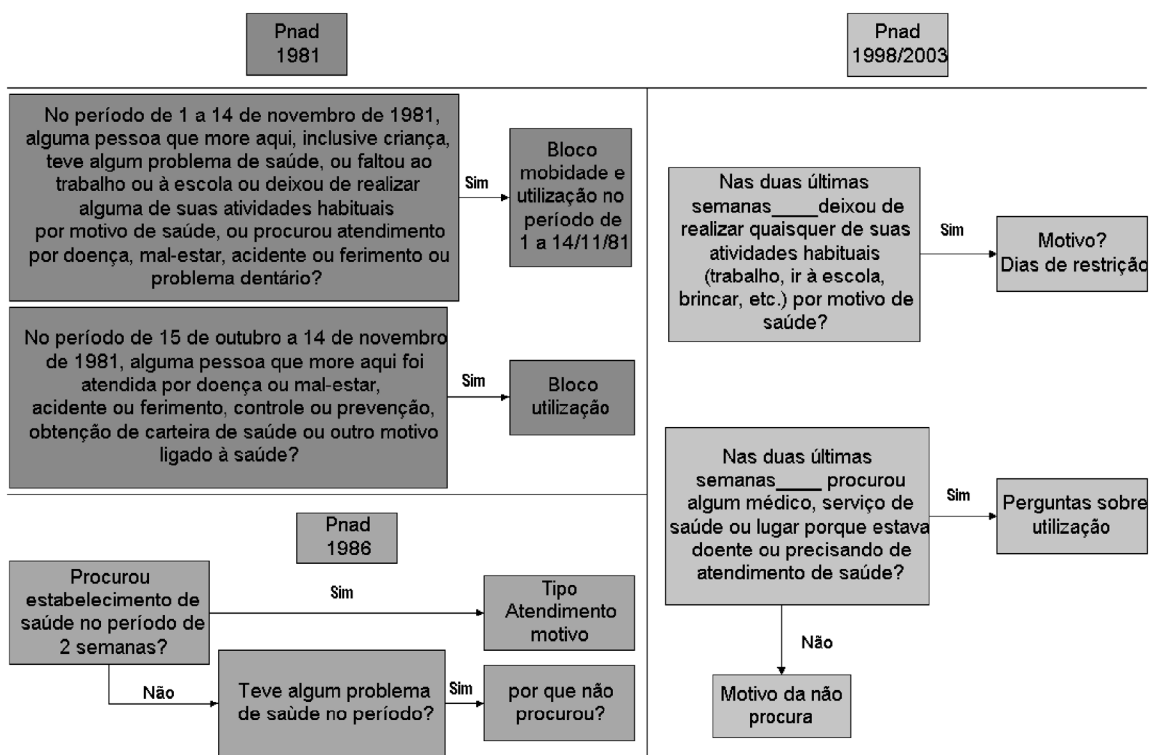 Pnad
1981
No período de 1 a 14 de novembro de 1981,
alguma pessoa que more aqui, inclusive criança,
teve algum problema de saúde, ou faltou ao
trabalho ou à escola ou deixou de realizar
alguma de suas atividades habituais
por motivo de saúde, ou procurou atendimento
por doença, mal-estar, acidente ou ferimento ou
problema dentário?
Sim
Bloco
mobidade e
utilização no
período de
1 a 14/11/81
No período de 15 de outubro a 14 de novembro
de 1981, alguma pessoa que more aqui foi
atendida por doença ou mal-estar,
acidente ou ferimento, controle ou prevenção,
obtenção de carteira de saúde ou outro motivo
ligado à saúde?
Sim
Bloco
utilização
Pnad
1986
Procurou
estabelecimento de
saúde no período de
2 semanas?
Sim
Tipo
Atendimento
motivo
Não
Teve algum problema
de saùde no período?
Sim
por que não
procurou?
Pnad
1998/2003
Nas duas últimas
semanas____deixou de
realizar quaisquer de suas
atividades habituais
(trabalho, ir à escola,
brincar, etc.) por motivo de
saúde?
Sim
Motivo?
Dias de restrição
Nas duas últimas
semanas____ procurou
algum médico, serviço de
saúde ou lugar porque estava
doente ou precisando de
atendimento de saúde?
Sim
Perguntas sobre
utilização
Não
Motivo da não
procura